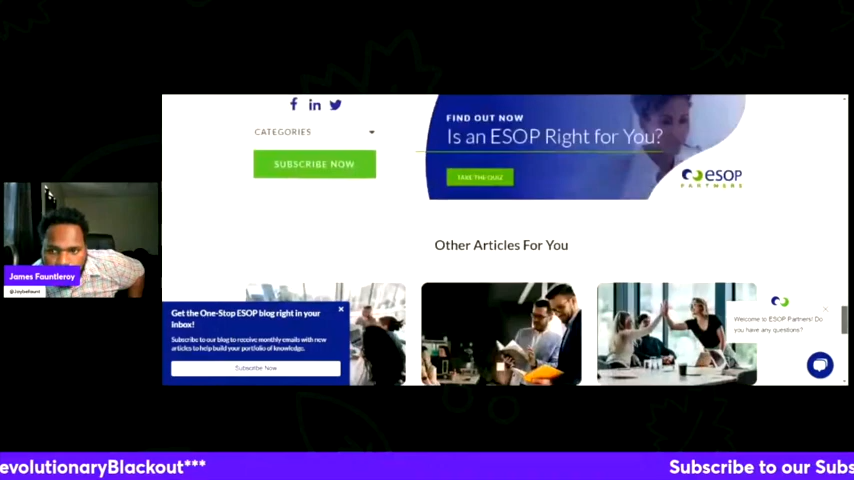 CATEGORIES
SUBSCRIBE NOW
FIND OUT NOW
Is an ESOP Right for You?
TAKE THE QUIZ
esop
PARTNERS
Other Articles For You
Get the One-Stop ESOP blog right in your
inbox!
Subscribe to our blog to receive monthly emails with new
articles to help build your portfolio of knowledge.
Subscribe Now
Welcome to ESOP Partners! Do
you have any questions?
James Fauntleroy
evolutionaryBlackout***
Subscribe to our Subs